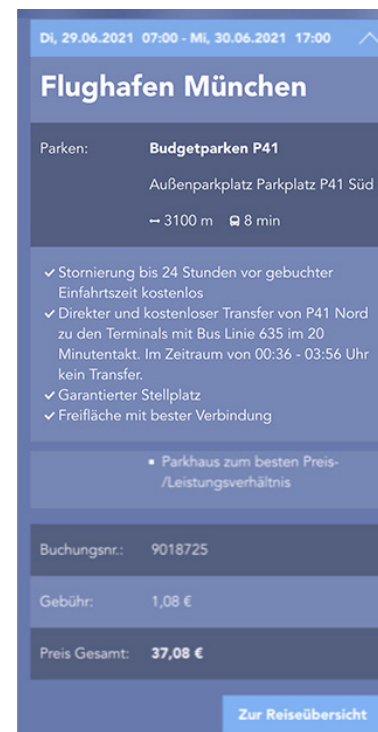 Di, 29.06.2021 07:00 - Mi, 30.06.2021 17:00
Flughafen München
Parken: Budgetparken P41
Außenparkplatz Parkplatz P41 Süd
3100 m 8 min
Stornierung bis 24 Stunden vor gebuchter
Einfahrtszeit kostenlos
Direkter und kostenloser Transfer von P41 Nord
zu den Terminals mit Bus Linie 635 im 20
Minutentakt. Im Zeitraum von 00:36 - 03:56 Uhr
kein Transfer.
Garantierter Stellplatz
Freifläche mit bester Verbindung
Parkhaus zum besten Preis-
/Leistungsverhältnis
Buchungsnr.: 9018725
Gebühr: 1,08 €
Preis Gesamt: 37,08 €
Zur Reiseübersicht